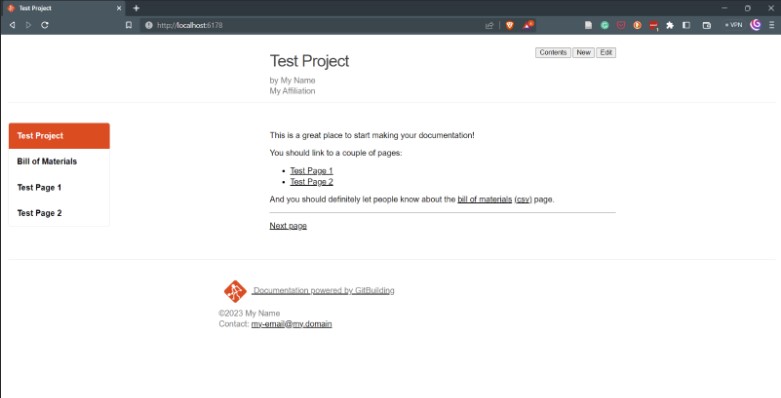 Test Project
http://localhost:6178
VPN
Contents New Edit
Test Project
by My Name
My Affiliation
Test Project
Bill of Materials
Test Page 1
Test Page 2
This is a great place to start making your documentation!
You should link to a couple of pages:
• Test Page 1
• Test Page 2
And you should definitely let people know about the bill of materials (csv) page.
Next page
Documentation powered by GitBuilding
©2023 My Name
Contact: my-email@my.domain